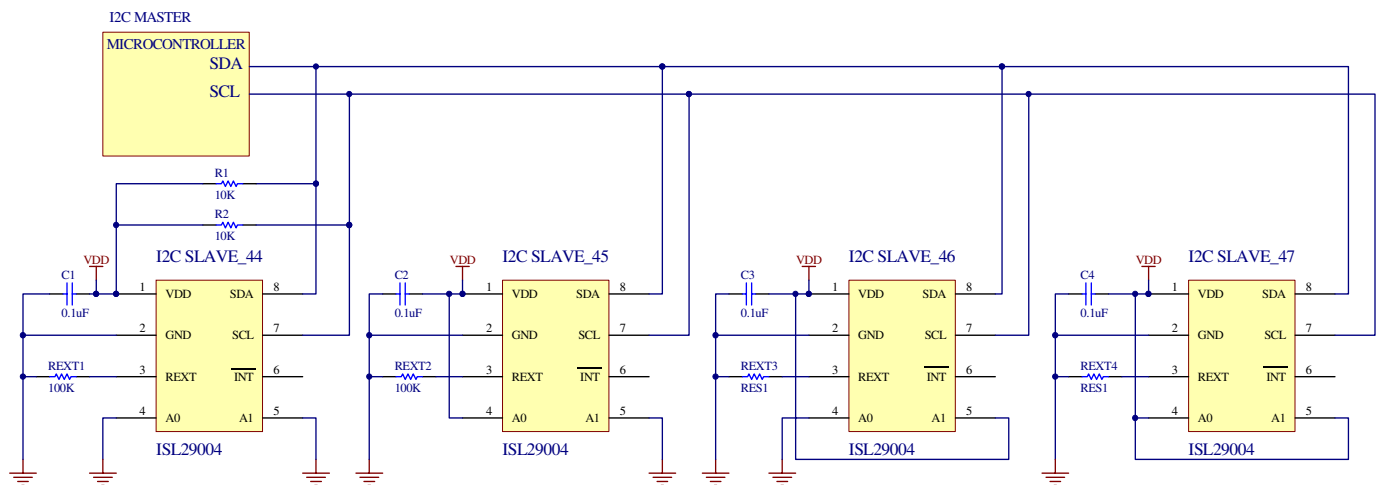 I2C MASTER
MICROCONTROLLER
SDA
SCL
R1
10K
R2
10K
I2C SLAVE_44
C1
VDD
0.1uF
1 VDD SDA 8
2 GND SCL 7
REXT1
100K
3 REXT INT 6
4 A0 A1 5
ISL29004
I2C SLAVE_45
C2
VDD
0.1uF
1 VDD SDA 8
2 GND SCL 7
REXT2
100K
3 REXT INT 6
4 A0 A1 5
ISL29004
I2C SLAVE_46
C3
VDD
0.1uF
1 VDD SDA 8
2 GND SCL 7
REXT3
RES1
3 REXT INT 6
4 A0 A1 5
ISL29004
I2C SLAVE_47
C4
VDD
0.1uF
1 VDD SDA 8
2 GND SCL 7
REXT4
RES1
3 REXT INT 6
4 A0 A1 5
ISL29004